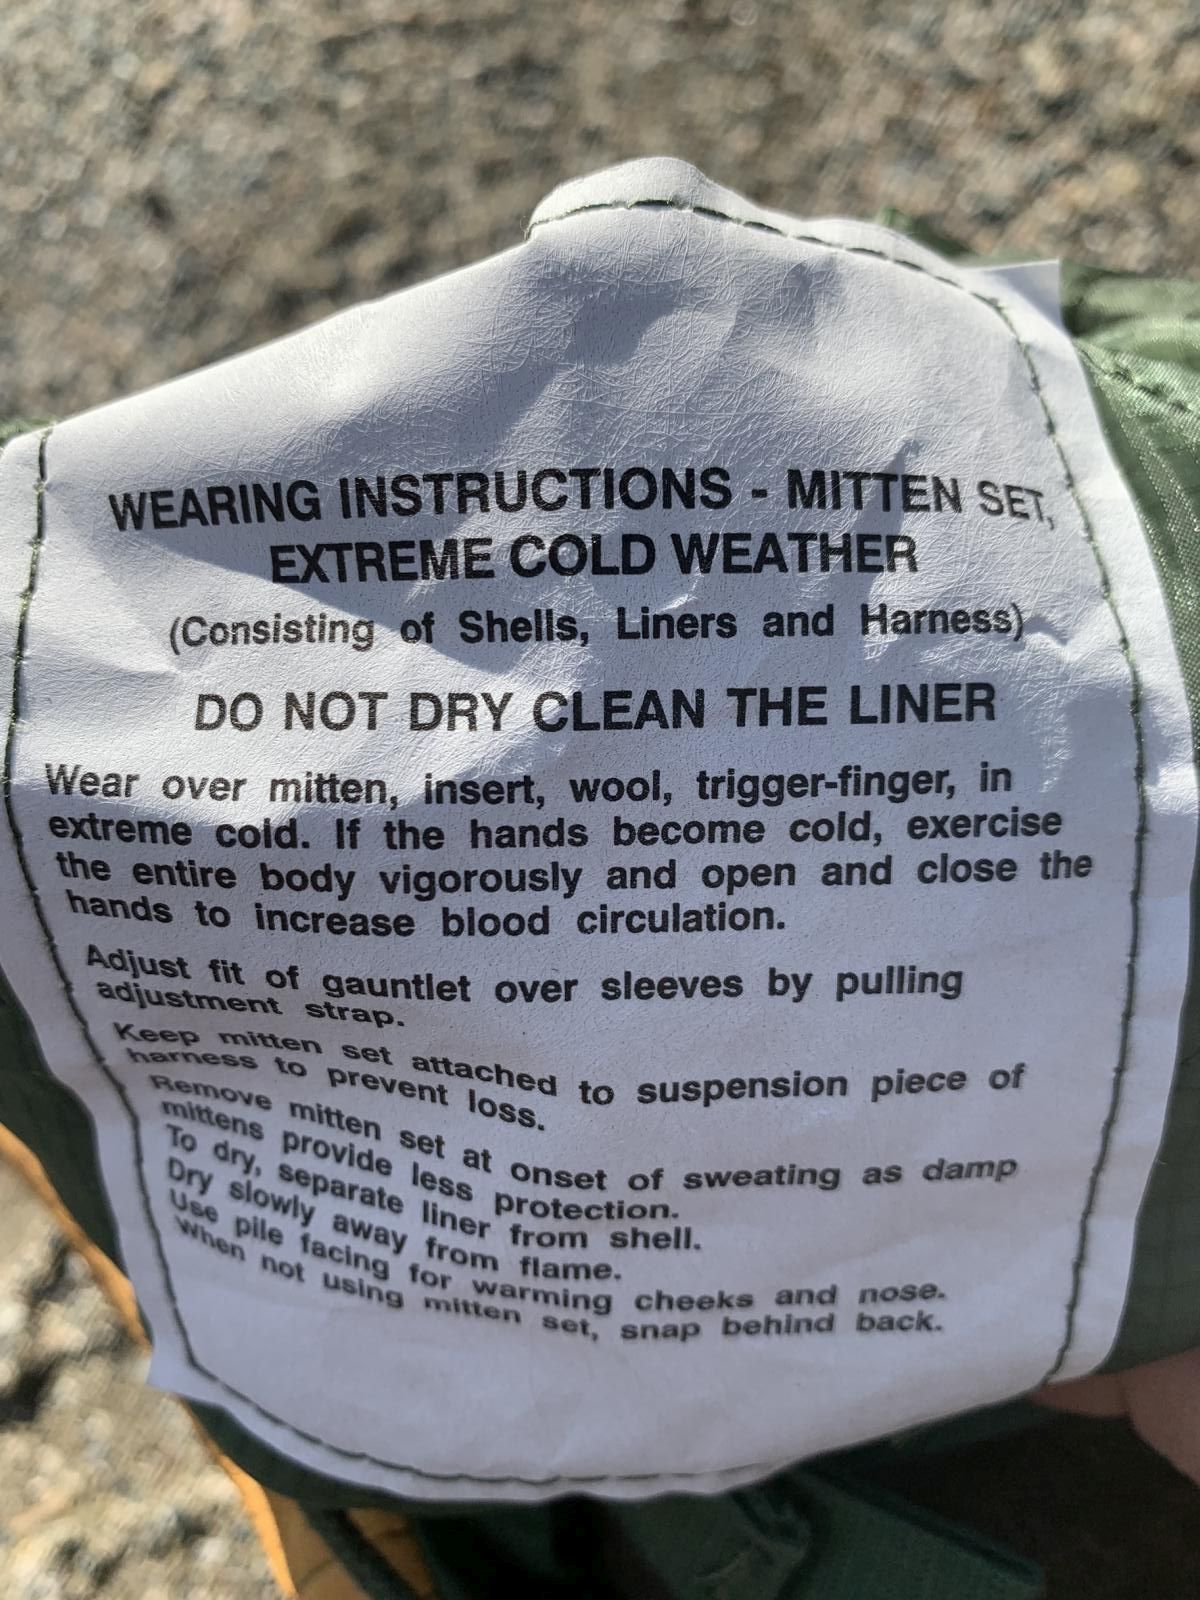 WEARING INSTRUCTIONS - MITTEN SET,
EXTREME COLD WEATHER
(Consisting of Shells, Liners and Harness)
DO NOT DRY CLEAN THE LINER
Wear over mitten, insert, wool, trigger-finger, in
extreme cold. If the hands become cold, exercise
the entire body vigorously and open and close the
hands to increase blood circulation.
Adjust fit of gauntlet over sleeves by pulling
adjustment strap.
Keep mitten set attached to suspension piece of
harness to prevent loss.
Remove mitten set at onset of sweating as damp
mittens provide less protection.
To dry, separate liner from shell.
Dry slowly away from flame.
Use pile facing for warming cheeks and nose.
When not using mitten set, snap behind back.